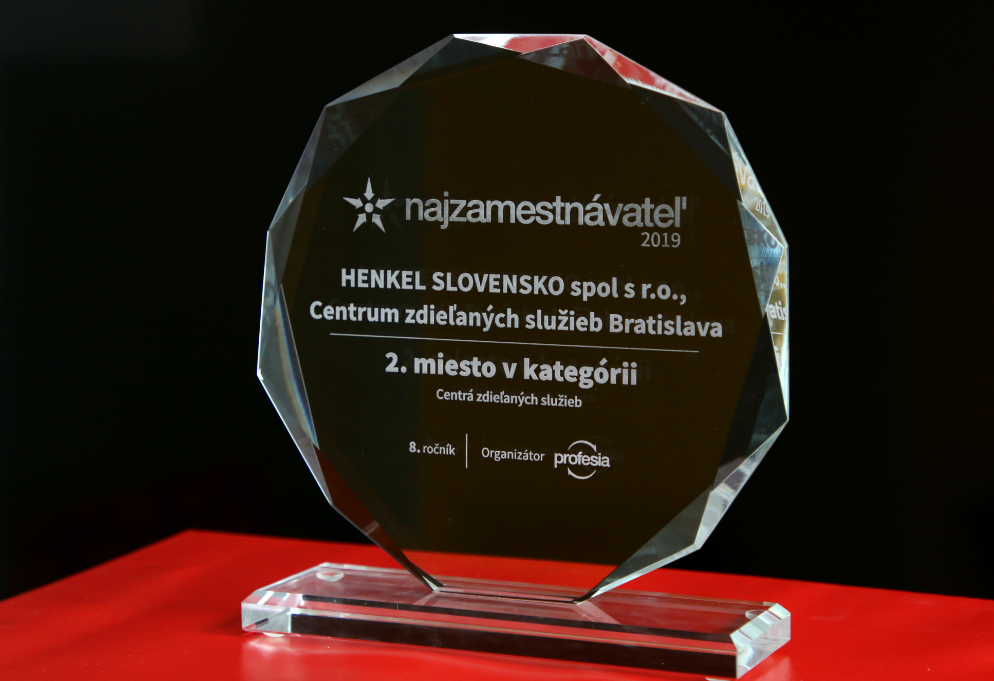 najzamestnávateľ
2019
HENKEL SLOVENSKO spol s r.o.,
Centrum zdieľaných služieb Bratislava
2. miesto v kategórii
Centrá zdieľaných služieb
8. ročník | Organizátor profesia